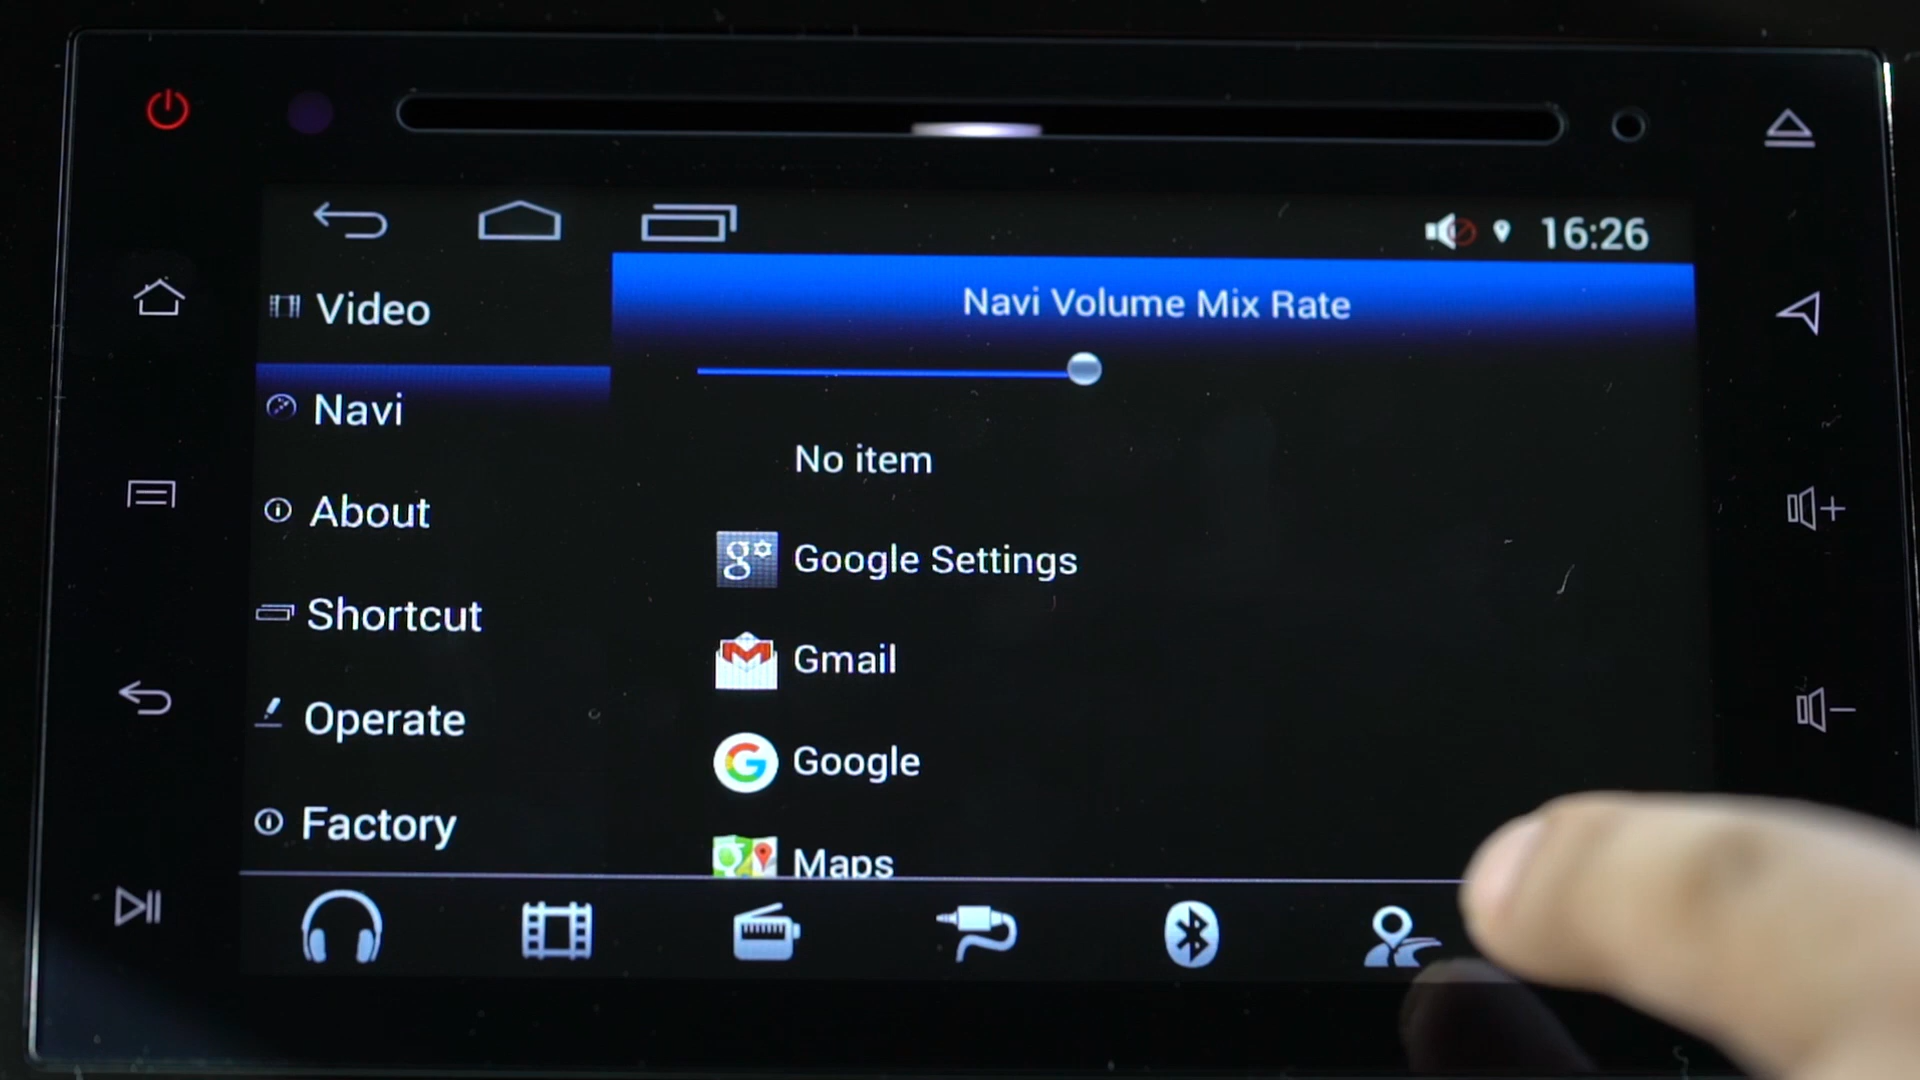 16:26
Video
Navi Volume Mix Rate
Navi
No item
About
Google Settings
Shortcut
Gmail
Operate
Google
Factory
Maps